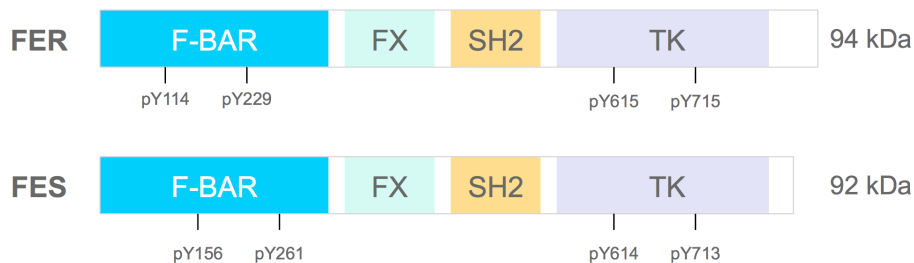 FER F-BAR FX SH2 TK 94 kDa
pY114 pY229 pY615 pY715
FES F-BAR FX SH2 TK 92 kDa
pY156 pY261 pY614 pY713